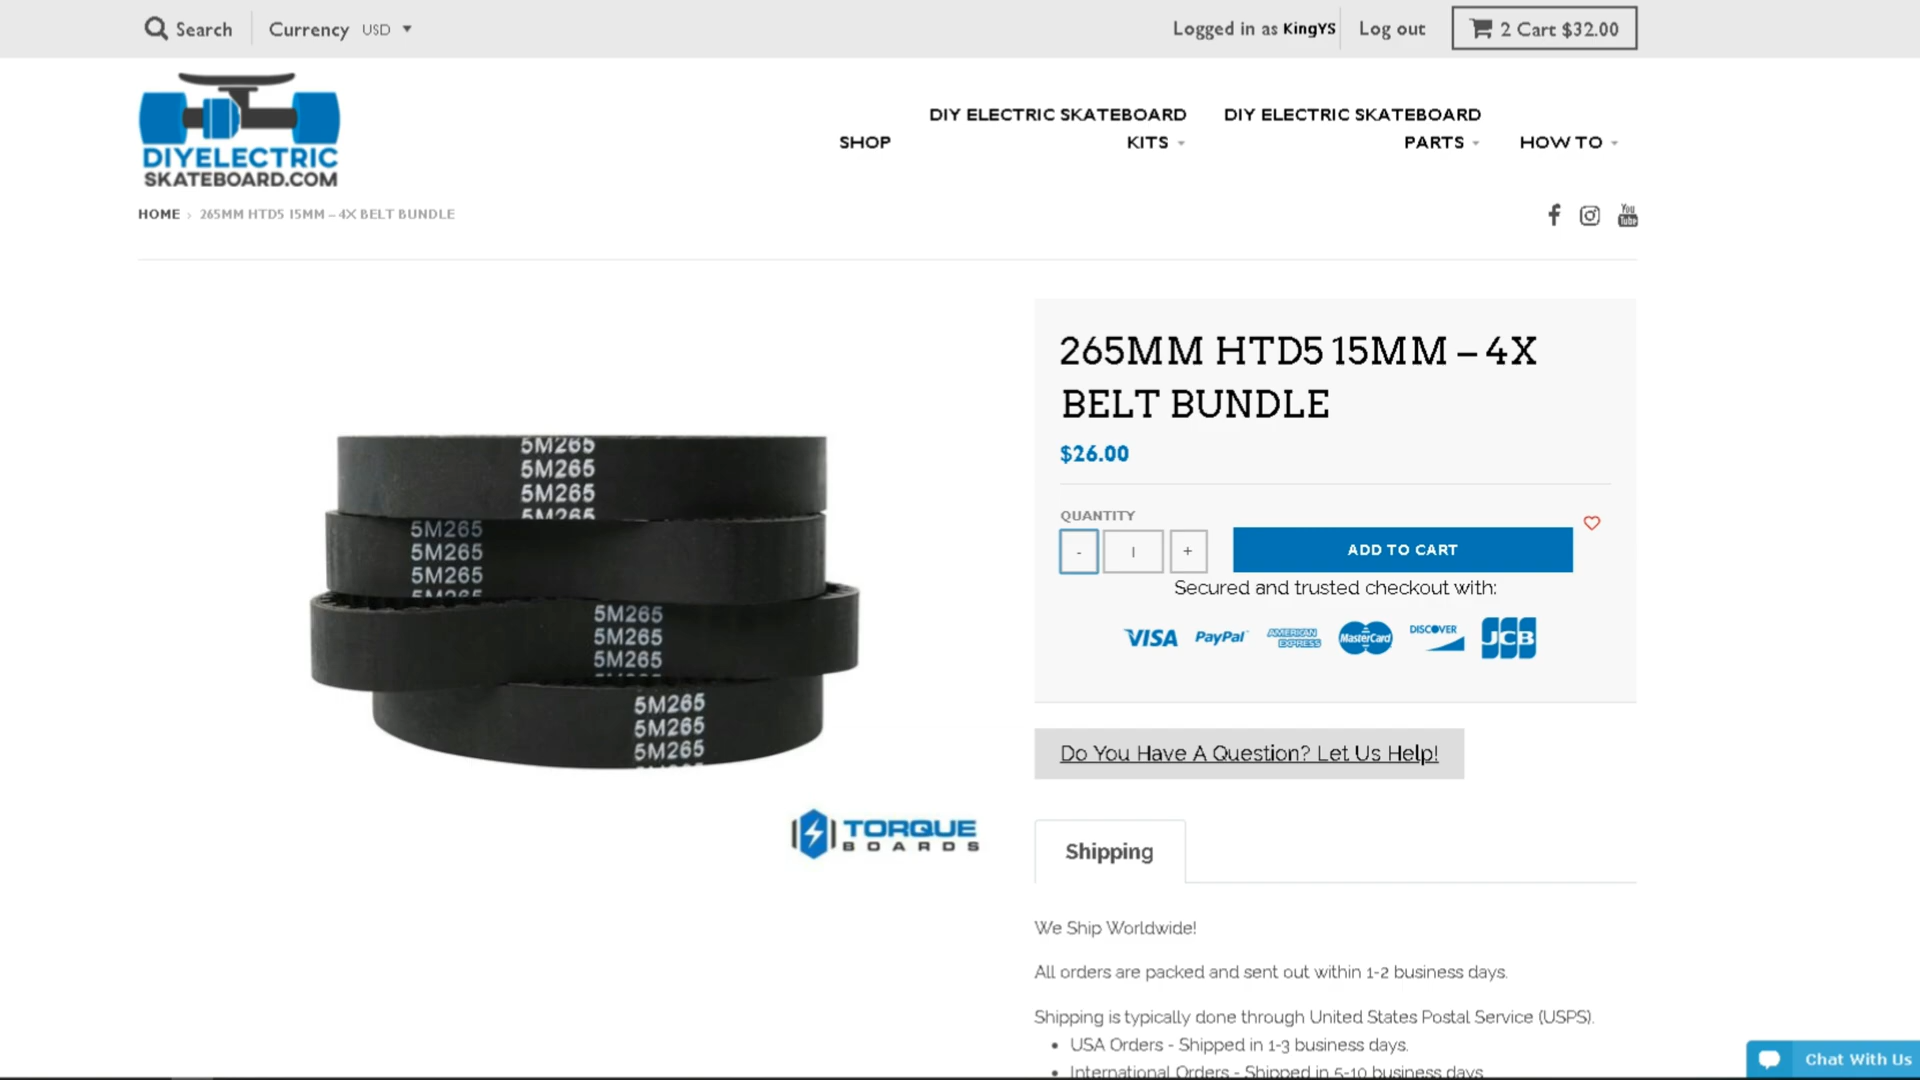 Search
Currency USD
Logged in as KingYS
Log out
2 Cart $32.00
DIYELECTRIC
SKATEBOARD.COM
SHOP
DIY ELECTRIC SKATEBOARD
KITS
DIY ELECTRIC SKATEBOARD
PARTS
HOW TO
HOME › 265MM HTD5 15MM – 4X BELT BUNDLE
You
Tube
5M265
5M265
5M265
5M265
5M265
5M265
5M265
5M265
5M265
5M265
5M265
5M265
5M265
5M265
TORQUE
BOARDS
265MM HTD5 15MM – 4X
BELT BUNDLE
$26.00
QUANTITY
- 1 +
ADD TO CART
Secured and trusted checkout with:
VISA PayPal AMERICAN EXPRESS MasterCard DISCOVER JCB
Do You Have A Question? Let Us Help!
Shipping
We Ship Worldwide!
All orders are packed and sent out within 1-2 business days.
Shipping is typically done through United States Postal Service (USPS).
• USA Orders - Shipped in 1-3 business days.
• International Orders - Shipped in 5-10 business days
Chat With Us